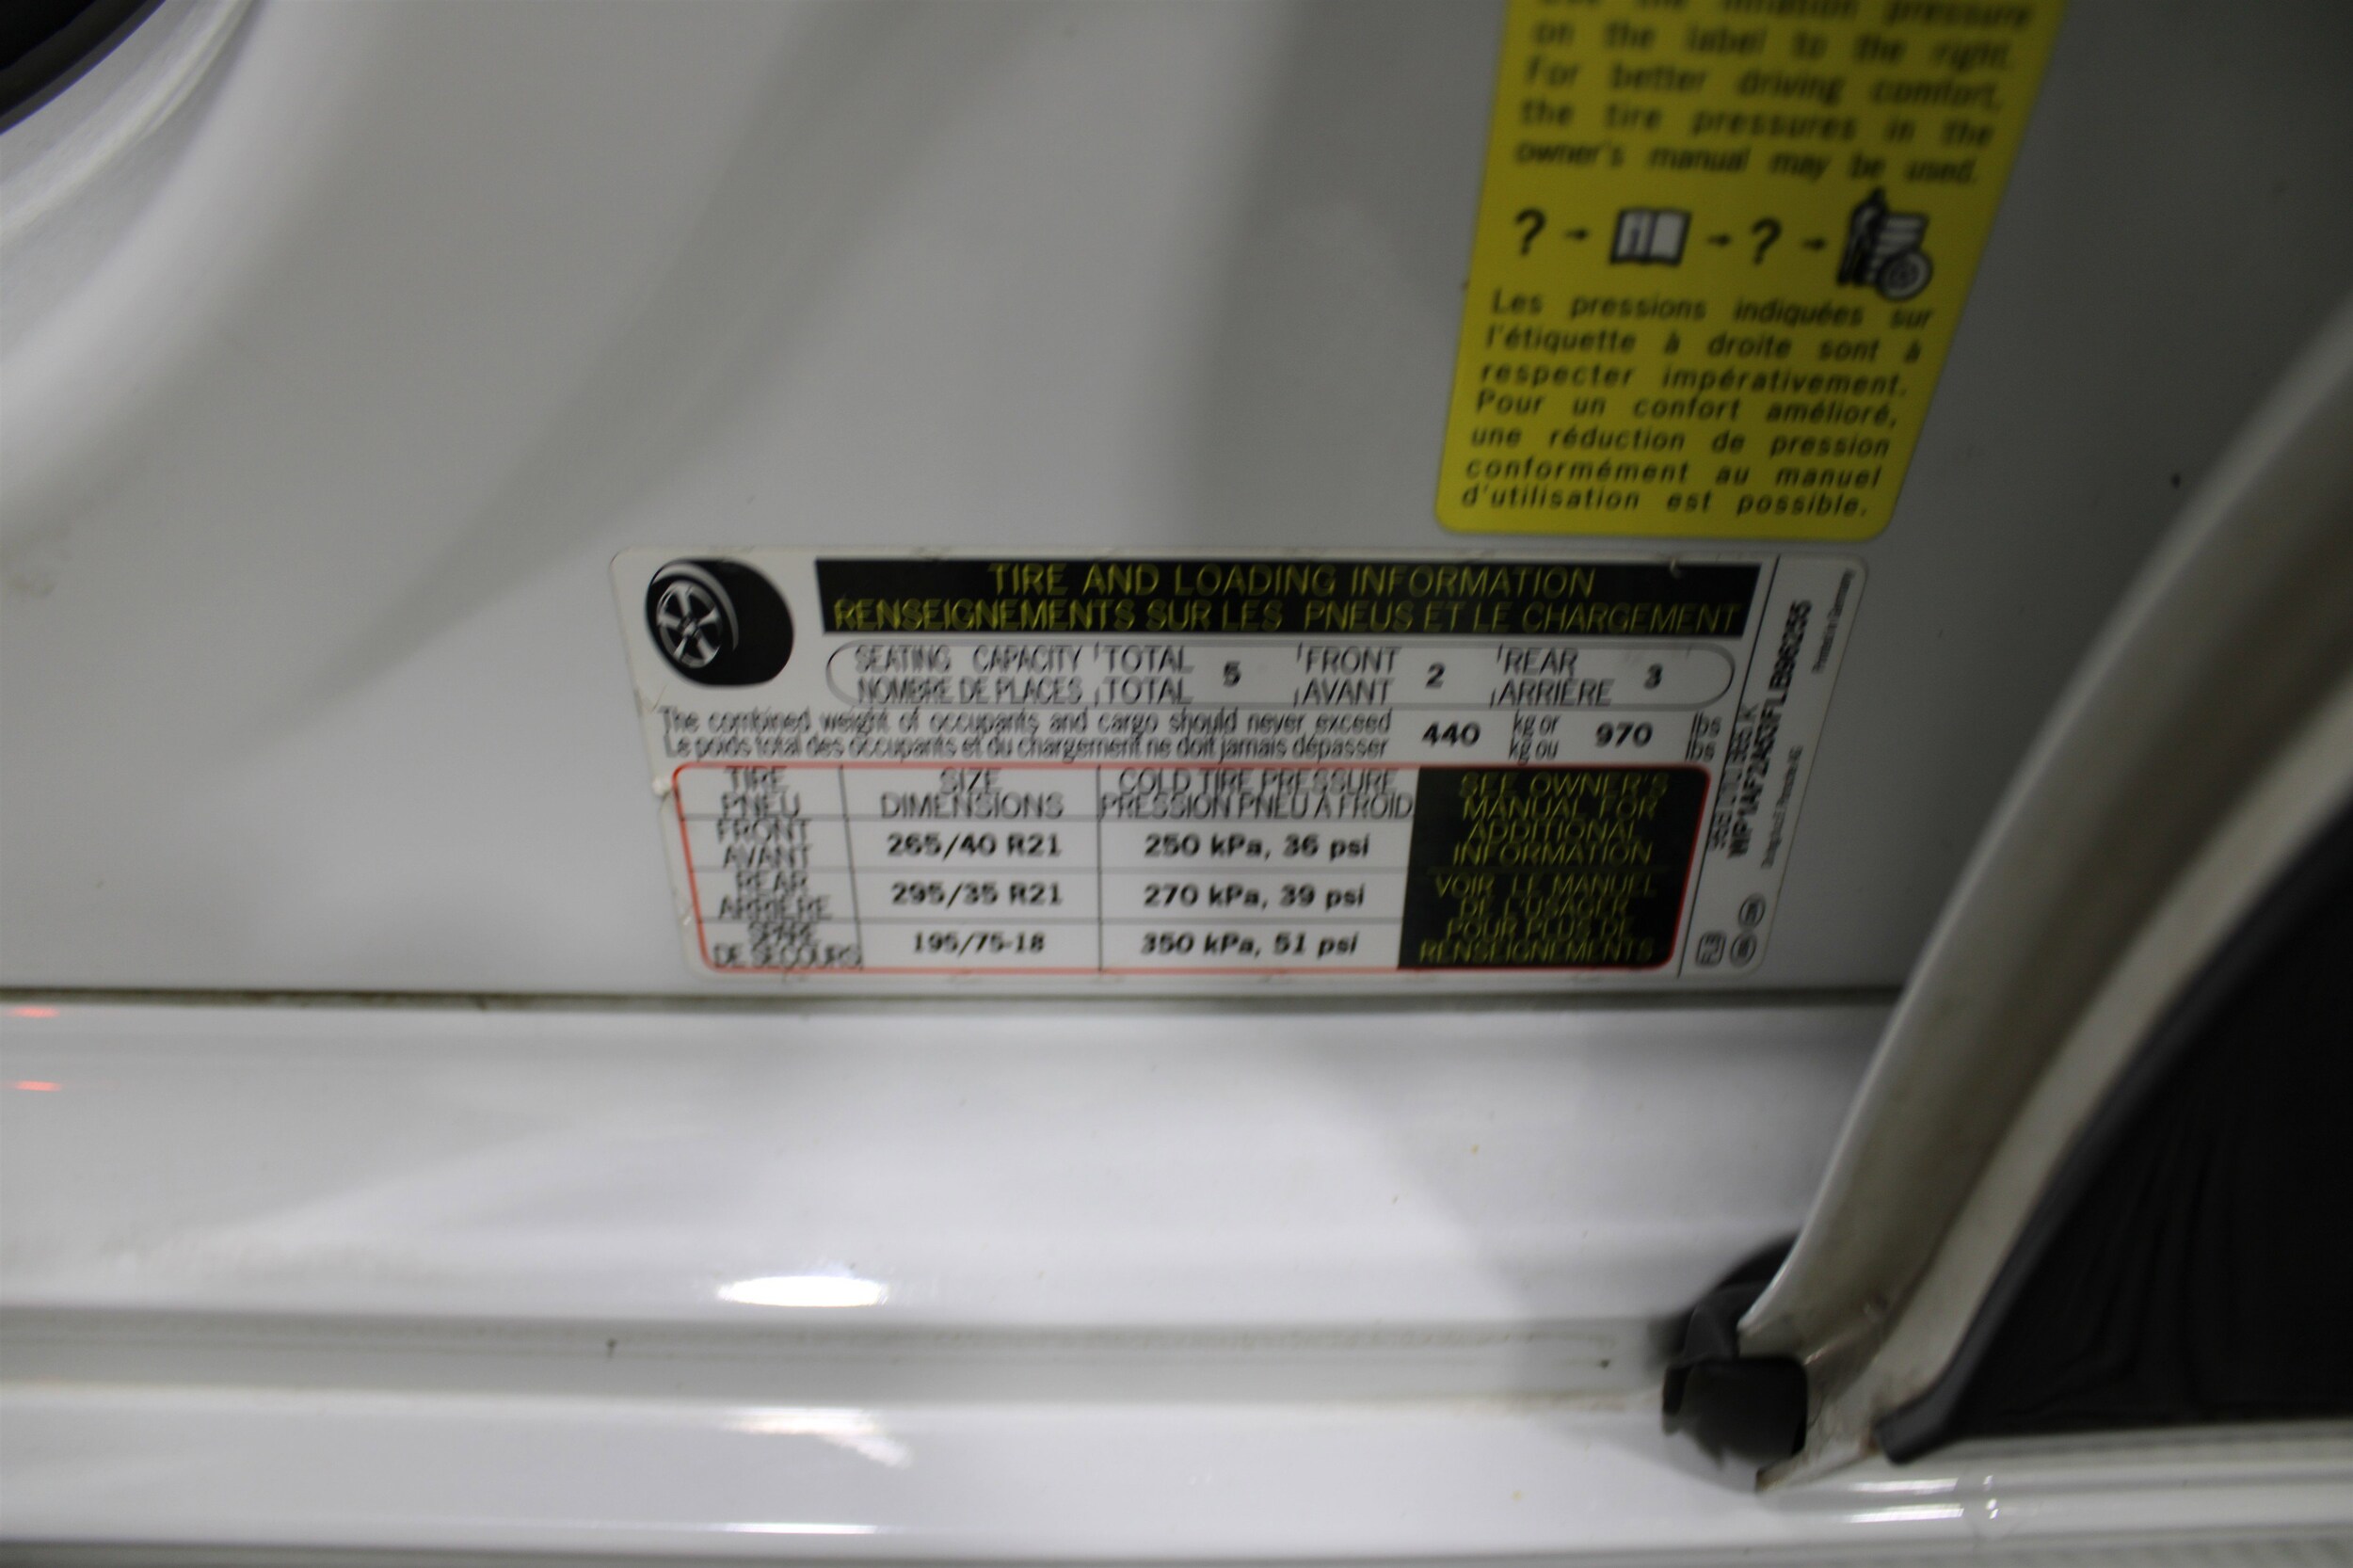 the inflation pressure
on the label to the right.
For better driving comfort,
the tire pressures in the
owner's manual may be used.
? → i → ? →
Les pressions indiquées sur
l'étiquette à droite sont à
respecter impérativement.
Pour un confort amélioré,
une réduction de pression
conformément au manuel
d'utilisation est possible.
TIRE AND LOADING INFORMATION
RENSEIGNEMENTS SUR LES PNEUS ET LE CHARGEMENT
SEATING CAPACITY TOTAL 5 FRONT 2 REAR 3
NOMBRE DE PLACES TOTAL AVANT ARRIÈRE
The combined weight of occupants and cargo should never exceed 440 kg or 970 lbs
Le poids total des occupants et du chargement ne doit jamais dépasser kg ou lbs
TIRE SIZE COLD TIRE PRESSURE
PNEU DIMENSIONS PRESSION PNEU À FROID
FRONT
AVANT 265/40 R21 250 kPa, 36 psi
REAR
ARRIÈRE 295/35 R21 270 kPa, 39 psi
SPARE
DE SECOURS 195/75-18 350 kPa, 51 psi
SEE OWNER'S
MANUAL FOR
ADDITIONAL
INFORMATION
VOIR LE MANUEL
DE L'USAGER
POUR PLUS DE
RENSEIGNEMENTS
Printed in Germany